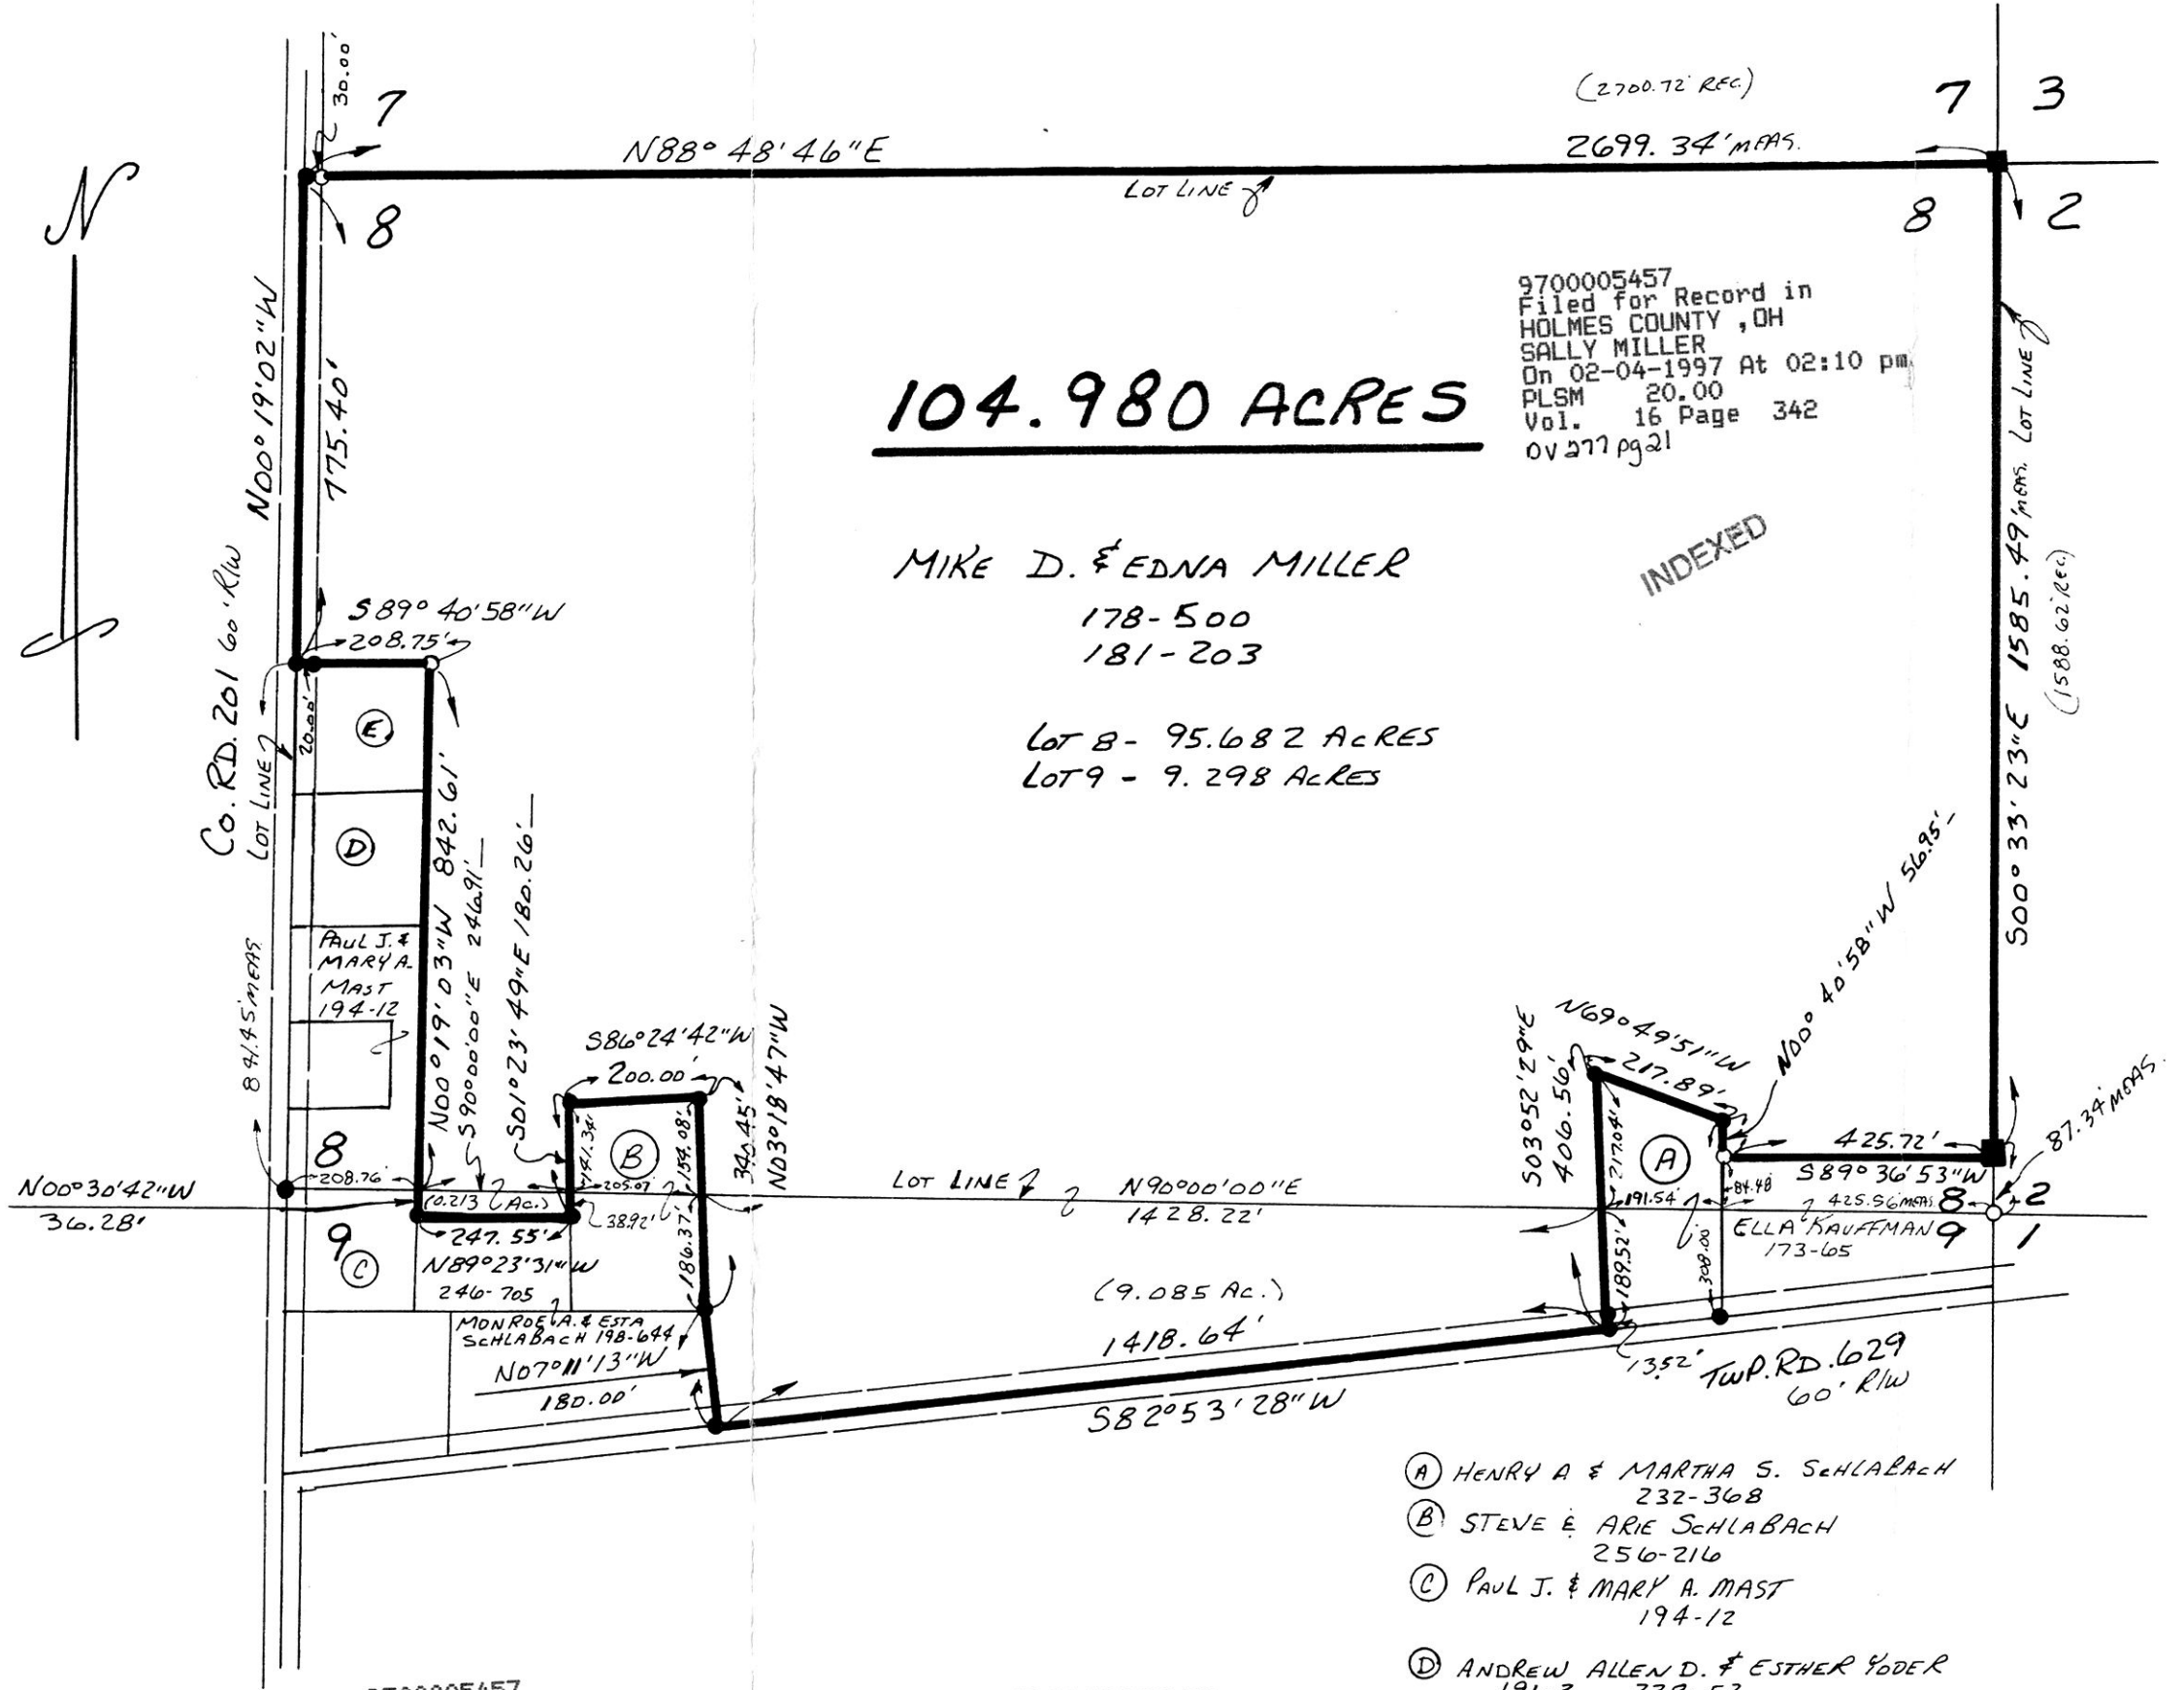 30.00'
7
(2700.72' REC.)
7 3
N
N88° 48' 46"E
2699.34' MEAS.
LOT LINE
8
8 2
N00° 19' 02"W
775.40'
9700005457
Filed for Record in
HOLMES COUNTY ,OH
SALLY MILLER
On 02-04-1997 At 02:10 pm
PLSM 20.00
Vol. 16 Page 342
OV 277 pg 21
104.980 ACRES
LOT LINE
S00° 33' 23"E 1585.49' MEAS.
(1588.62' REC.)
INDEXED
MIKE D. & EDNA MILLER
178-500
181-203
LOT 8 - 95.682 ACRES
LOT 9 - 9.298 ACRES
CO. RD. 201 60' R/W
LOT LINE
S89° 40' 58"W
208.75'
20.00'
E
D
N00° 19' 03"W 842.61'
S90°00'00"E 246.91'
S01° 23' 49"E 180.26'
PAUL J. &
MARY A.
MAST
194-12
841.45' MEAS
S86° 24' 42"W
200.00'
340.45'
N03° 18' 47"W
141.34'
B
154.08'
S03° 52' 29"E
406.56'
N69° 49' 51"W
217.89'
N00° 40' 58"W 56.95'
217.04'
A
425.72'
S89° 36' 53"W
87.34' MEAS.
8
208.76'
(0.213 Ac.)
205.07'
38.92'
LOT LINE
N90°00'00"E
1428.22'
191.54'
84.48
425.56' MEAS.
8 2
N00° 30' 42"W
36.28'
9
C
247.55'
N89° 23' 31"W
246-705
186.37'
189.52'
308.00'
ELLA KAUFFMAN
173-65
9 1
(9.085 Ac.)
1418.64'
S82° 53' 28"W
MONROE A. & ESTA
SCHLABACH 198-644
N07° 11' 13"W
180.00'
13.52'
TWP. RD. 629
60' R/W
A HENRY A & MARTHA S. SCHLABACH
232-368
B STEVE & ARIE SCHLABACH
256-216
C PAUL J. & MARY A. MAST
194-12
D ANDREW ALLEN D. & ESTHER YODER
9700005457